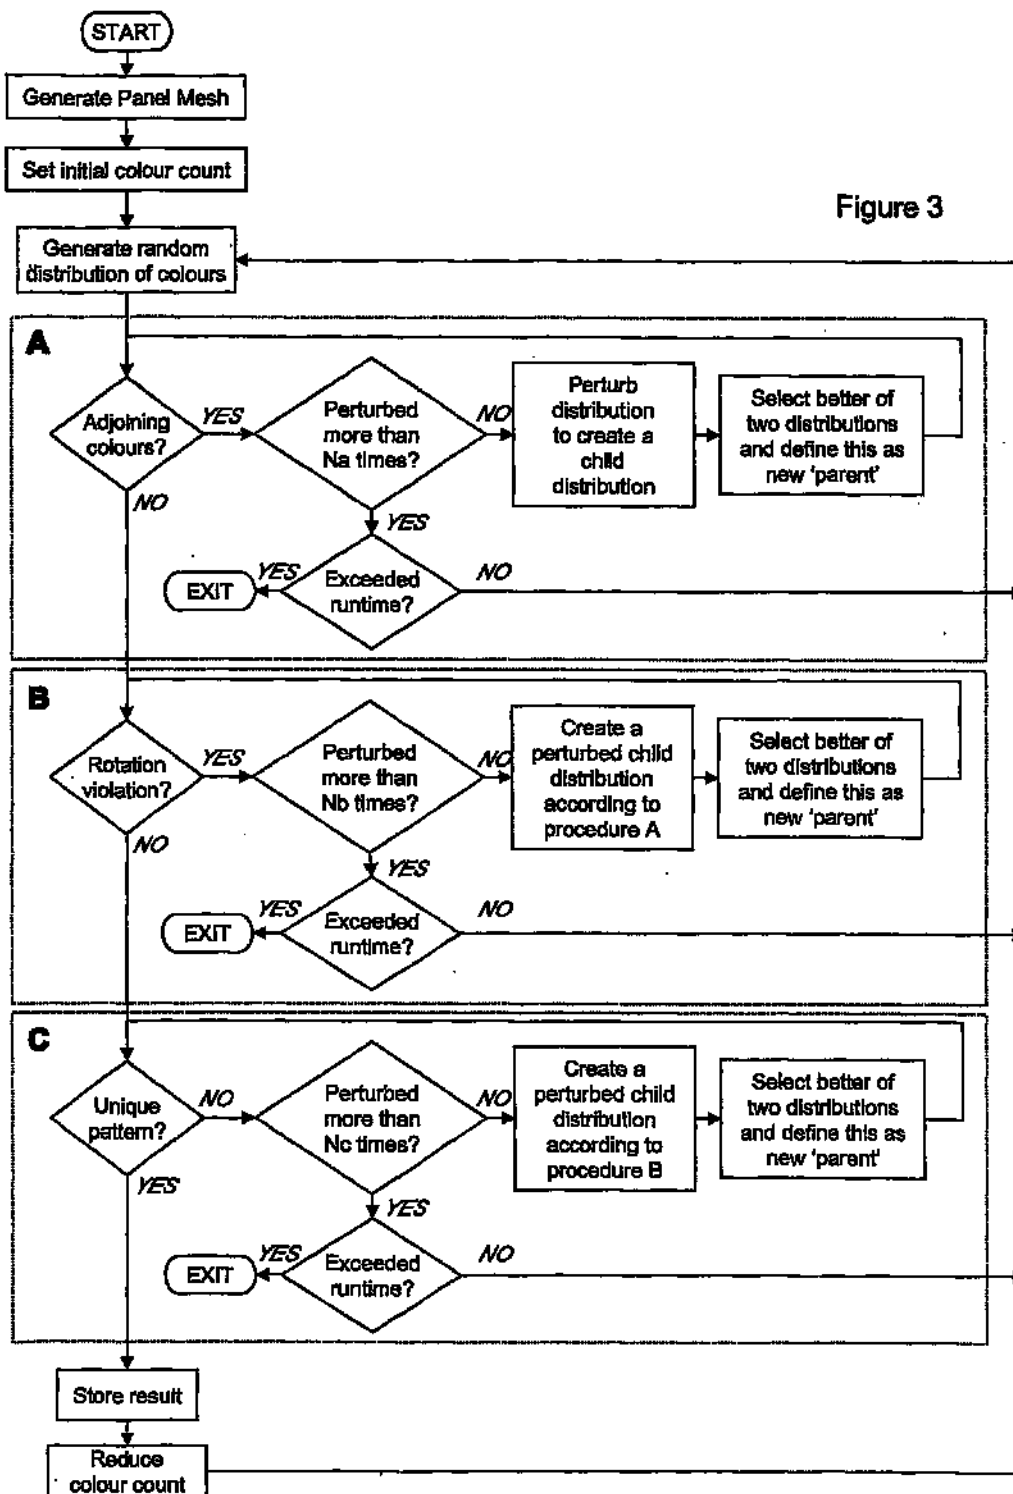 START
Generate Panel Mesh
Set initial colour count
Figure 3
Generate random
distribution of colours
A
Adjoining
colours?
YES
NO
Perturbed
more than
Na times?
NO
YES
Perturb
distribution
to create a
child
distribution
Select better of
two distributions
and define this as
new 'parent'
Exceeded
runtime?
YES
NO
EXIT
B
Rotation
violation?
YES
NO
Perturbed
more than
Nb times?
NO
YES
Create a
perturbed child
distribution
according to
procedure A
Select better of
two distributions
and define this as
new 'parent'
Exceeded
runtime?
YES
NO
EXIT
C
Unique
pattern?
NO
YES
Perturbed
more than
Nc times?
NO
YES
Create a
perturbed child
distribution
according to
procedure B
Select better of
two distributions
and define this as
new 'parent'
Exceeded
runtime?
YES
NO
EXIT
Store result
Reduce
colour count